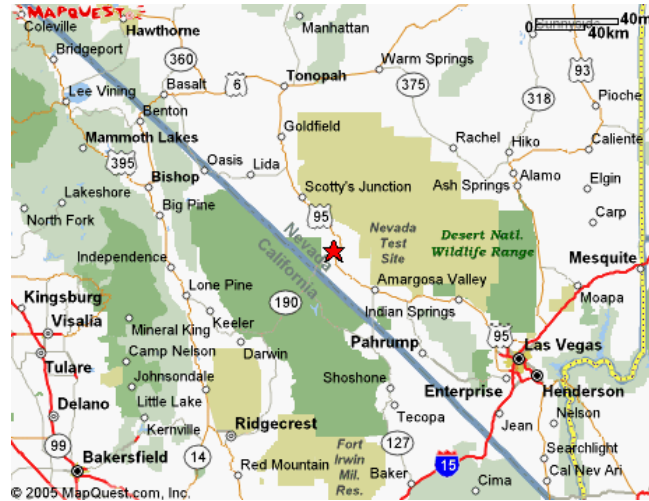 MAPQUEST
Coleville
Hawthorne
Manhattan
Sunnyside
0 40mi
40km
Bridgeport
360
6
Warm Springs
95
93
Lee Vining
Basalt
Tonopah
375
318
Pioche
Benton
Goldfield
Mammoth Lakes
Rachel
Hiko
Caliente
395
Oasis
Lida
Bishop
Scotty's Junction
Ash Springs
Alamo
Elgin
Lakeshore
North Fork
Big Pine
95
Nevada
Test
Site
Desert Natl.
Wildlife Range
Carp
Nevada
California
Independence
Mesquite
Kingsburg
Lone Pine
190
Amargosa Valley
Moapa
Visalia
Mineral King
Keeler
Indian Springs
Tulare
Camp Nelson
Darwin
Pahrump
95
Las Vegas
Johnsondale
Shoshone
Enterprise
Henderson
Delano
Little Lake
Tecopa
Jean
Nelson
Kernville
Ridgecrest
99
14
Fort
Irwin
Mil.
Res.
127
Searchlight
Bakersfield
Red Mountain
Baker
15
Cima
Cal Nev Ari
© 2005 MapQuest.com, Inc.